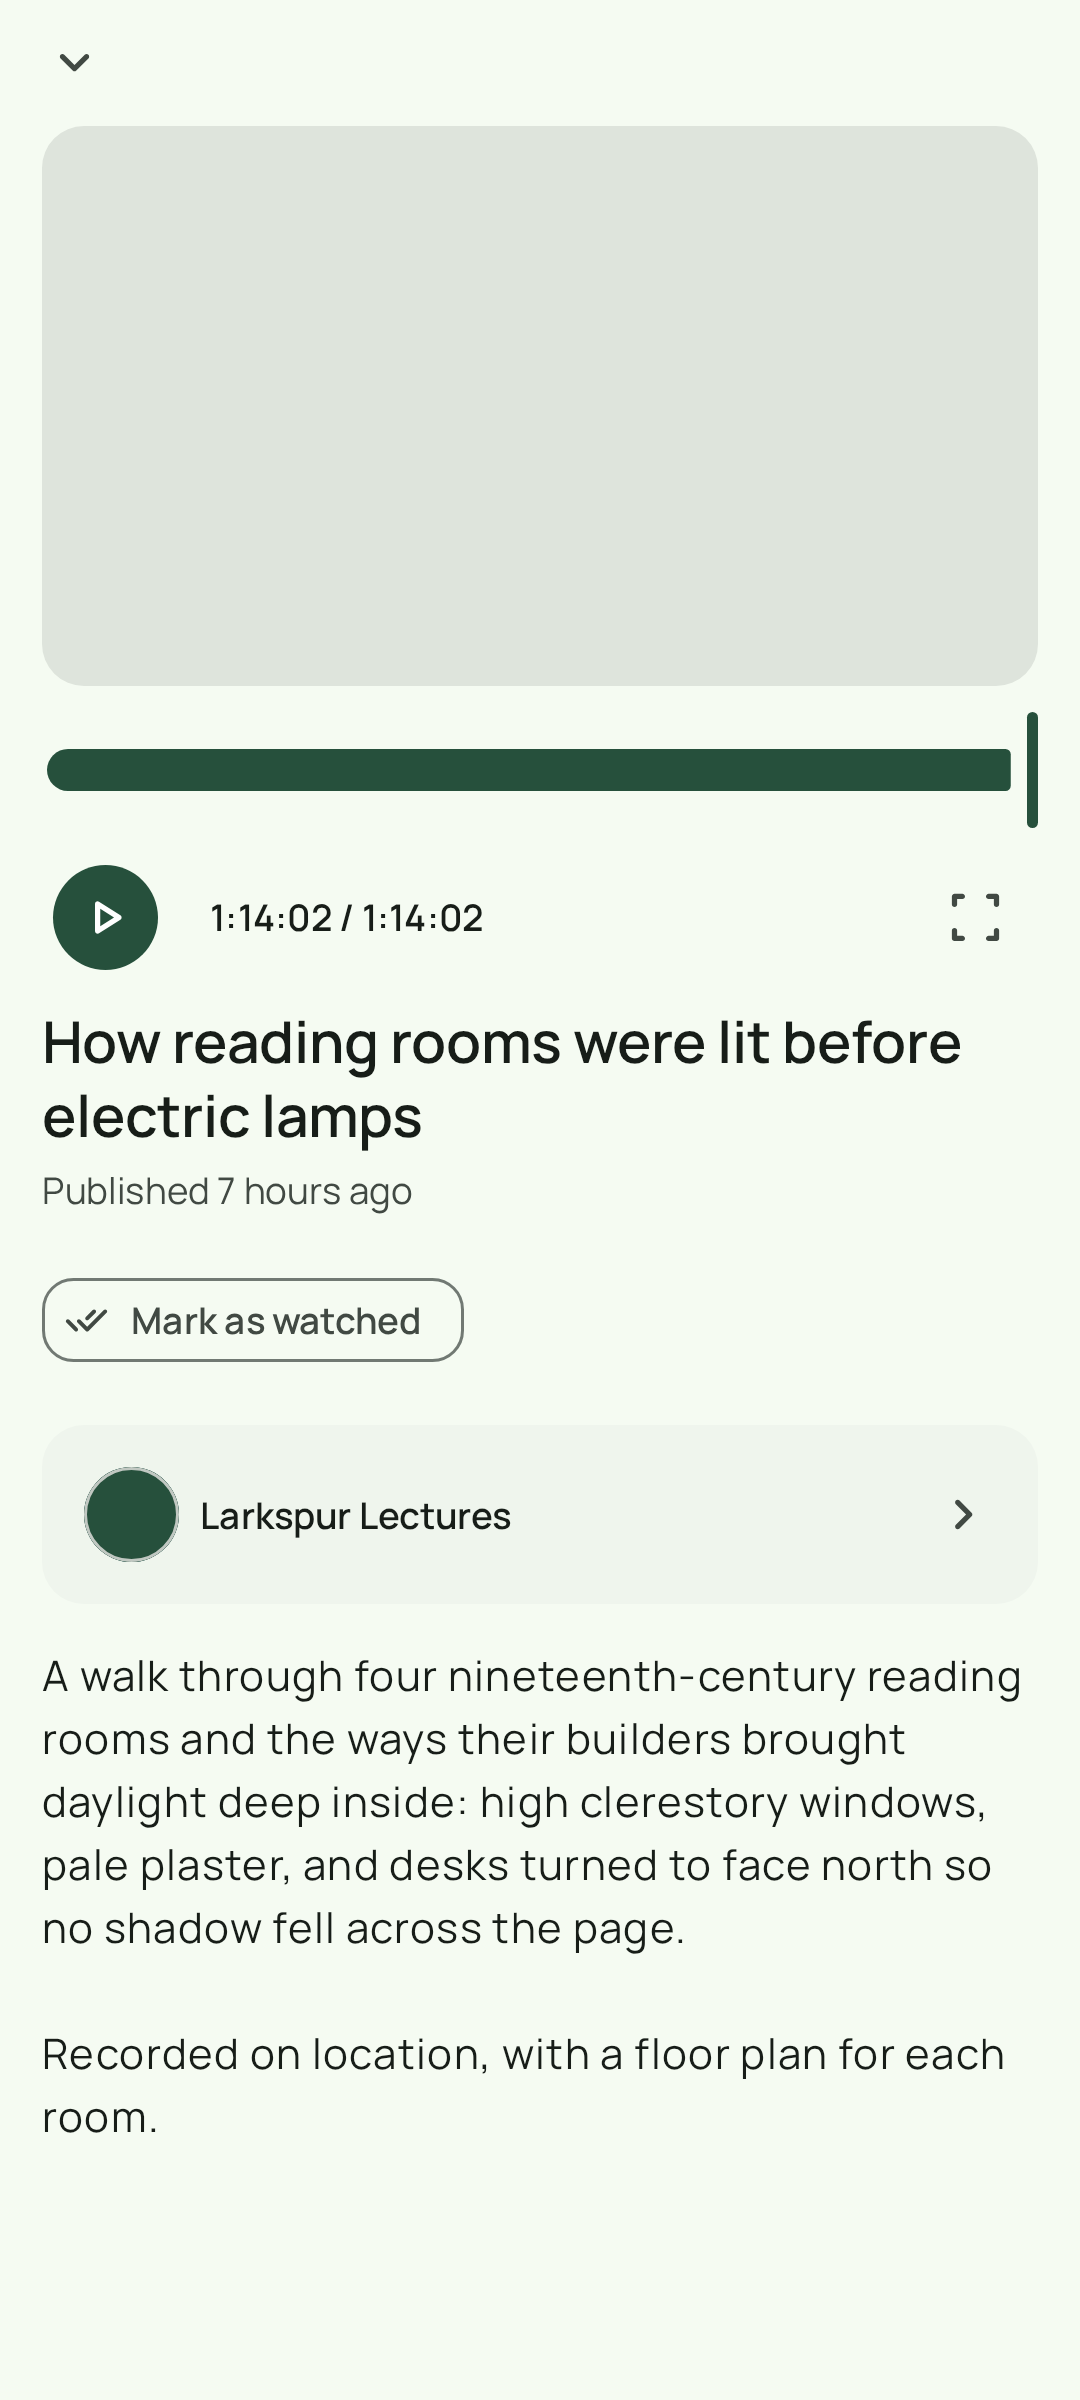 1:14:02 / 1:14:02
How reading rooms were lit before
electric lamps
Published 7 hours ago
Mark as watched
Larkspur Lectures
A walk through four nineteenth-century reading
rooms and the ways their builders brought
daylight deep inside: high clerestory windows,
pale plaster, and desks turned to face north so
no shadow fell across the page.
Recorded on location, with a floor plan for each
room.